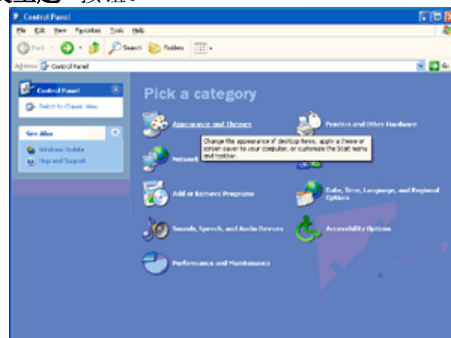 按钮。
Control Panel
File Edit View Favorites Tools Help
Back Search Folders
Address Control Panel Go
Control Panel
Switch to Classic View
See Also
Windows Update
Help and Support
Pick a category
Appearance and Themes
Printers and Other Hardware
Change the appearance of desktop items, apply a theme or
screen saver to your computer, or customize the Start menu
and taskbar.
Network
Add or Remove Programs
Date, Time, Language, and Regional
Options
Sounds, Speech, and Audio Devices
Accessibility Options
Performance and Maintenance